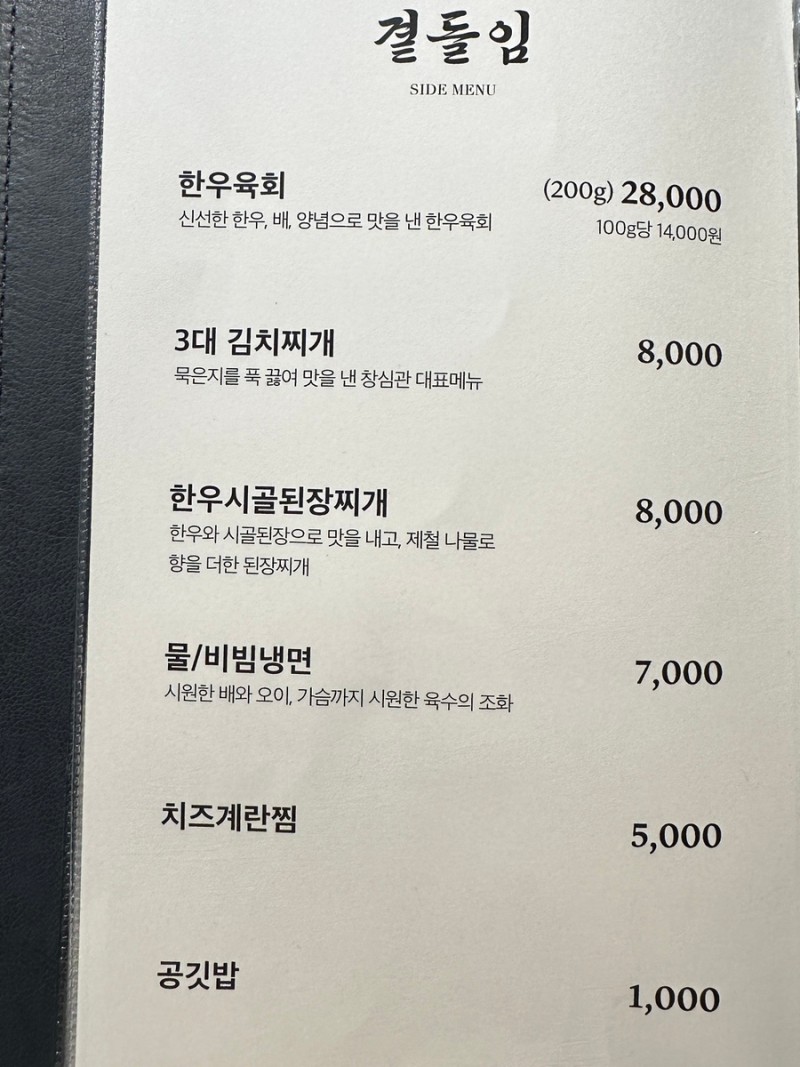 곁들임
SIDE MENU
한우육회 (200g) 28,000
신선한 한우, 배, 양념으로 맛을 낸 한우육회 100g당 14,000원
3대 김치찌개 8,000
묵은지를 푹 끓여 맛을 낸 창심관 대표메뉴
한우시골된장찌개 8,000
한우와 시골된장으로 맛을 내고, 제철 나물로
향을 더한 된장찌개
물/비빔냉면 7,000
시원한 배와 오이, 가슴까지 시원한 육수의 조화
치즈계란찜 5,000
공깃밥 1,000